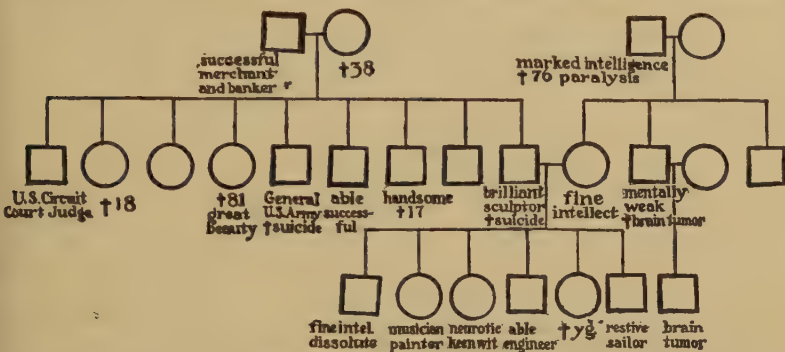 successful
merchant
and banker
†38
marked intelligence
†76 paralysis
U.S. Circuit
Court Judge
†18
†81
great
Beauty
General
U.S. Army
†suicide
able
success-
ful
handsome
†17
brilliant
sculptor
†suicide
fine
intellect
mentally
weak
†brain tumor
fine intel.
dissolute
musician
painter
neurotic
keen wit
able
engineer
†yg.
restive
sailor
brain
tumor